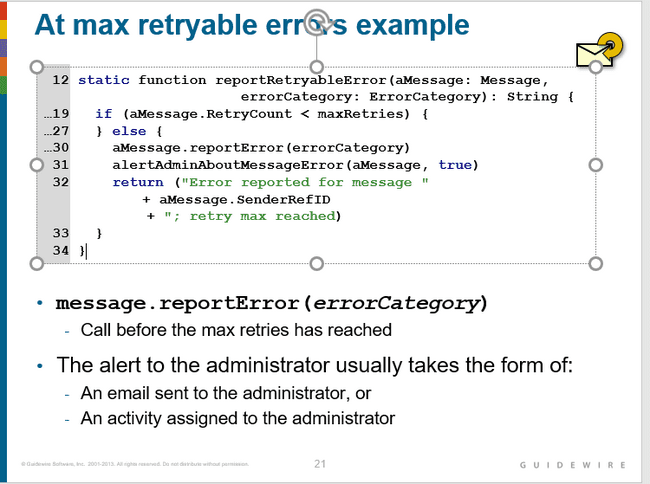 At max retryable errors example
12 static function reportRetryableError(aMessage: Message,
errorCategory: ErrorCategory): String {
…19 if (aMessage.RetryCount < maxRetries) {
…27 } else {
…30 aMessage.reportError(errorCategory)
31 alertAdminAboutMessageError(aMessage, true)
32 return ("Error reported for message "
+ aMessage.SenderRefID
+ "; retry max reached)
33 }
34 }
• message.reportError(errorCategory)
- Call before the max retries has reached
• The alert to the administrator usually takes the form of:
- An email sent to the administrator, or
- An activity assigned to the administrator
© Guidewire Software, Inc. 2001-2013. All rights reserved. Do not distribute without permission.
21
GUIDEWIRE